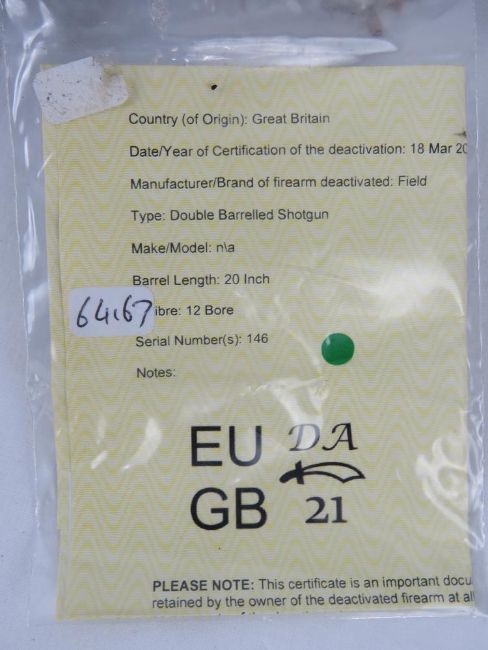 Country (of Origin): Great Britain
Date/Year of Certification of the deactivation: 18 Mar 20
Manufacturer/Brand of firearm deactivated: Field
Type: Double Barrelled Shotgun
Make/Model: n\a
Barrel Length: 20 Inch
64167
ibre: 12 Bore
Serial Number(s): 146
Notes:
EU DA
GB 21
PLEASE NOTE: This certificate is an important docu
retained by the owner of the deactivated firearm at al